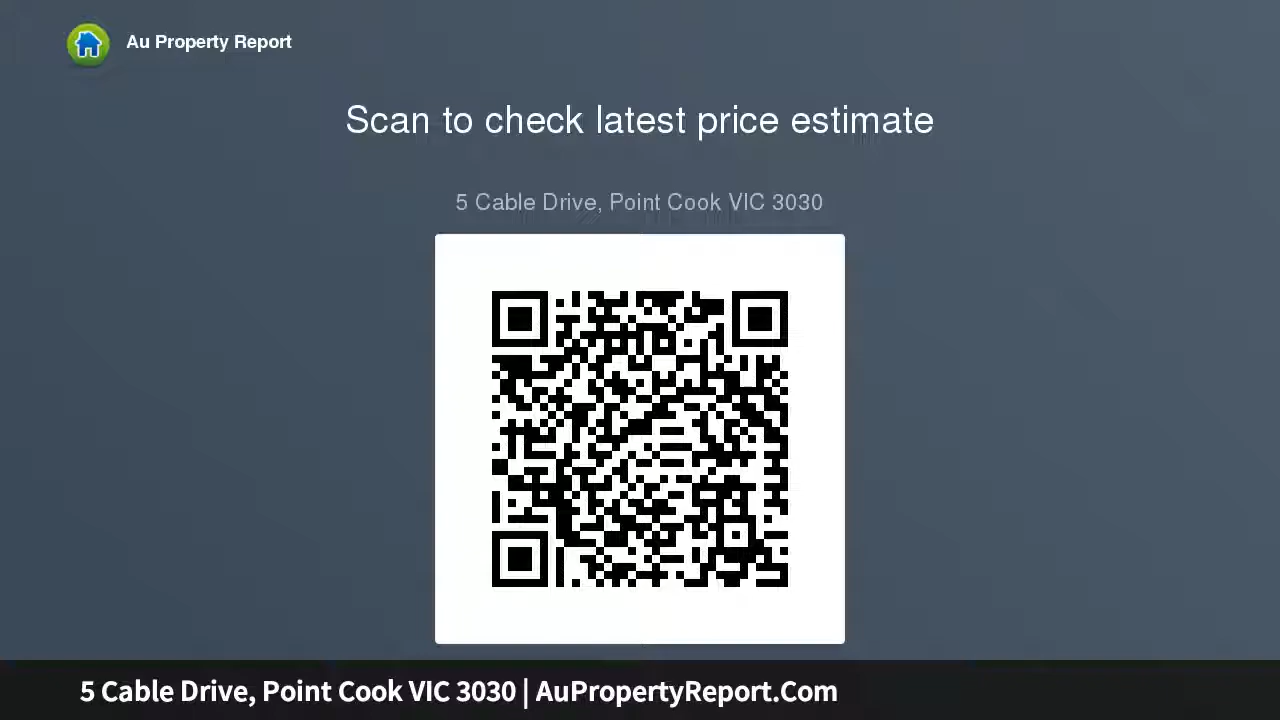 Au Property Report
Scan to check latest price estimate
5 Cable Drive, Point Cook VIC 3030
5 Cable Drive, Point Cook VIC 3030 | AuPropertyReport.Com